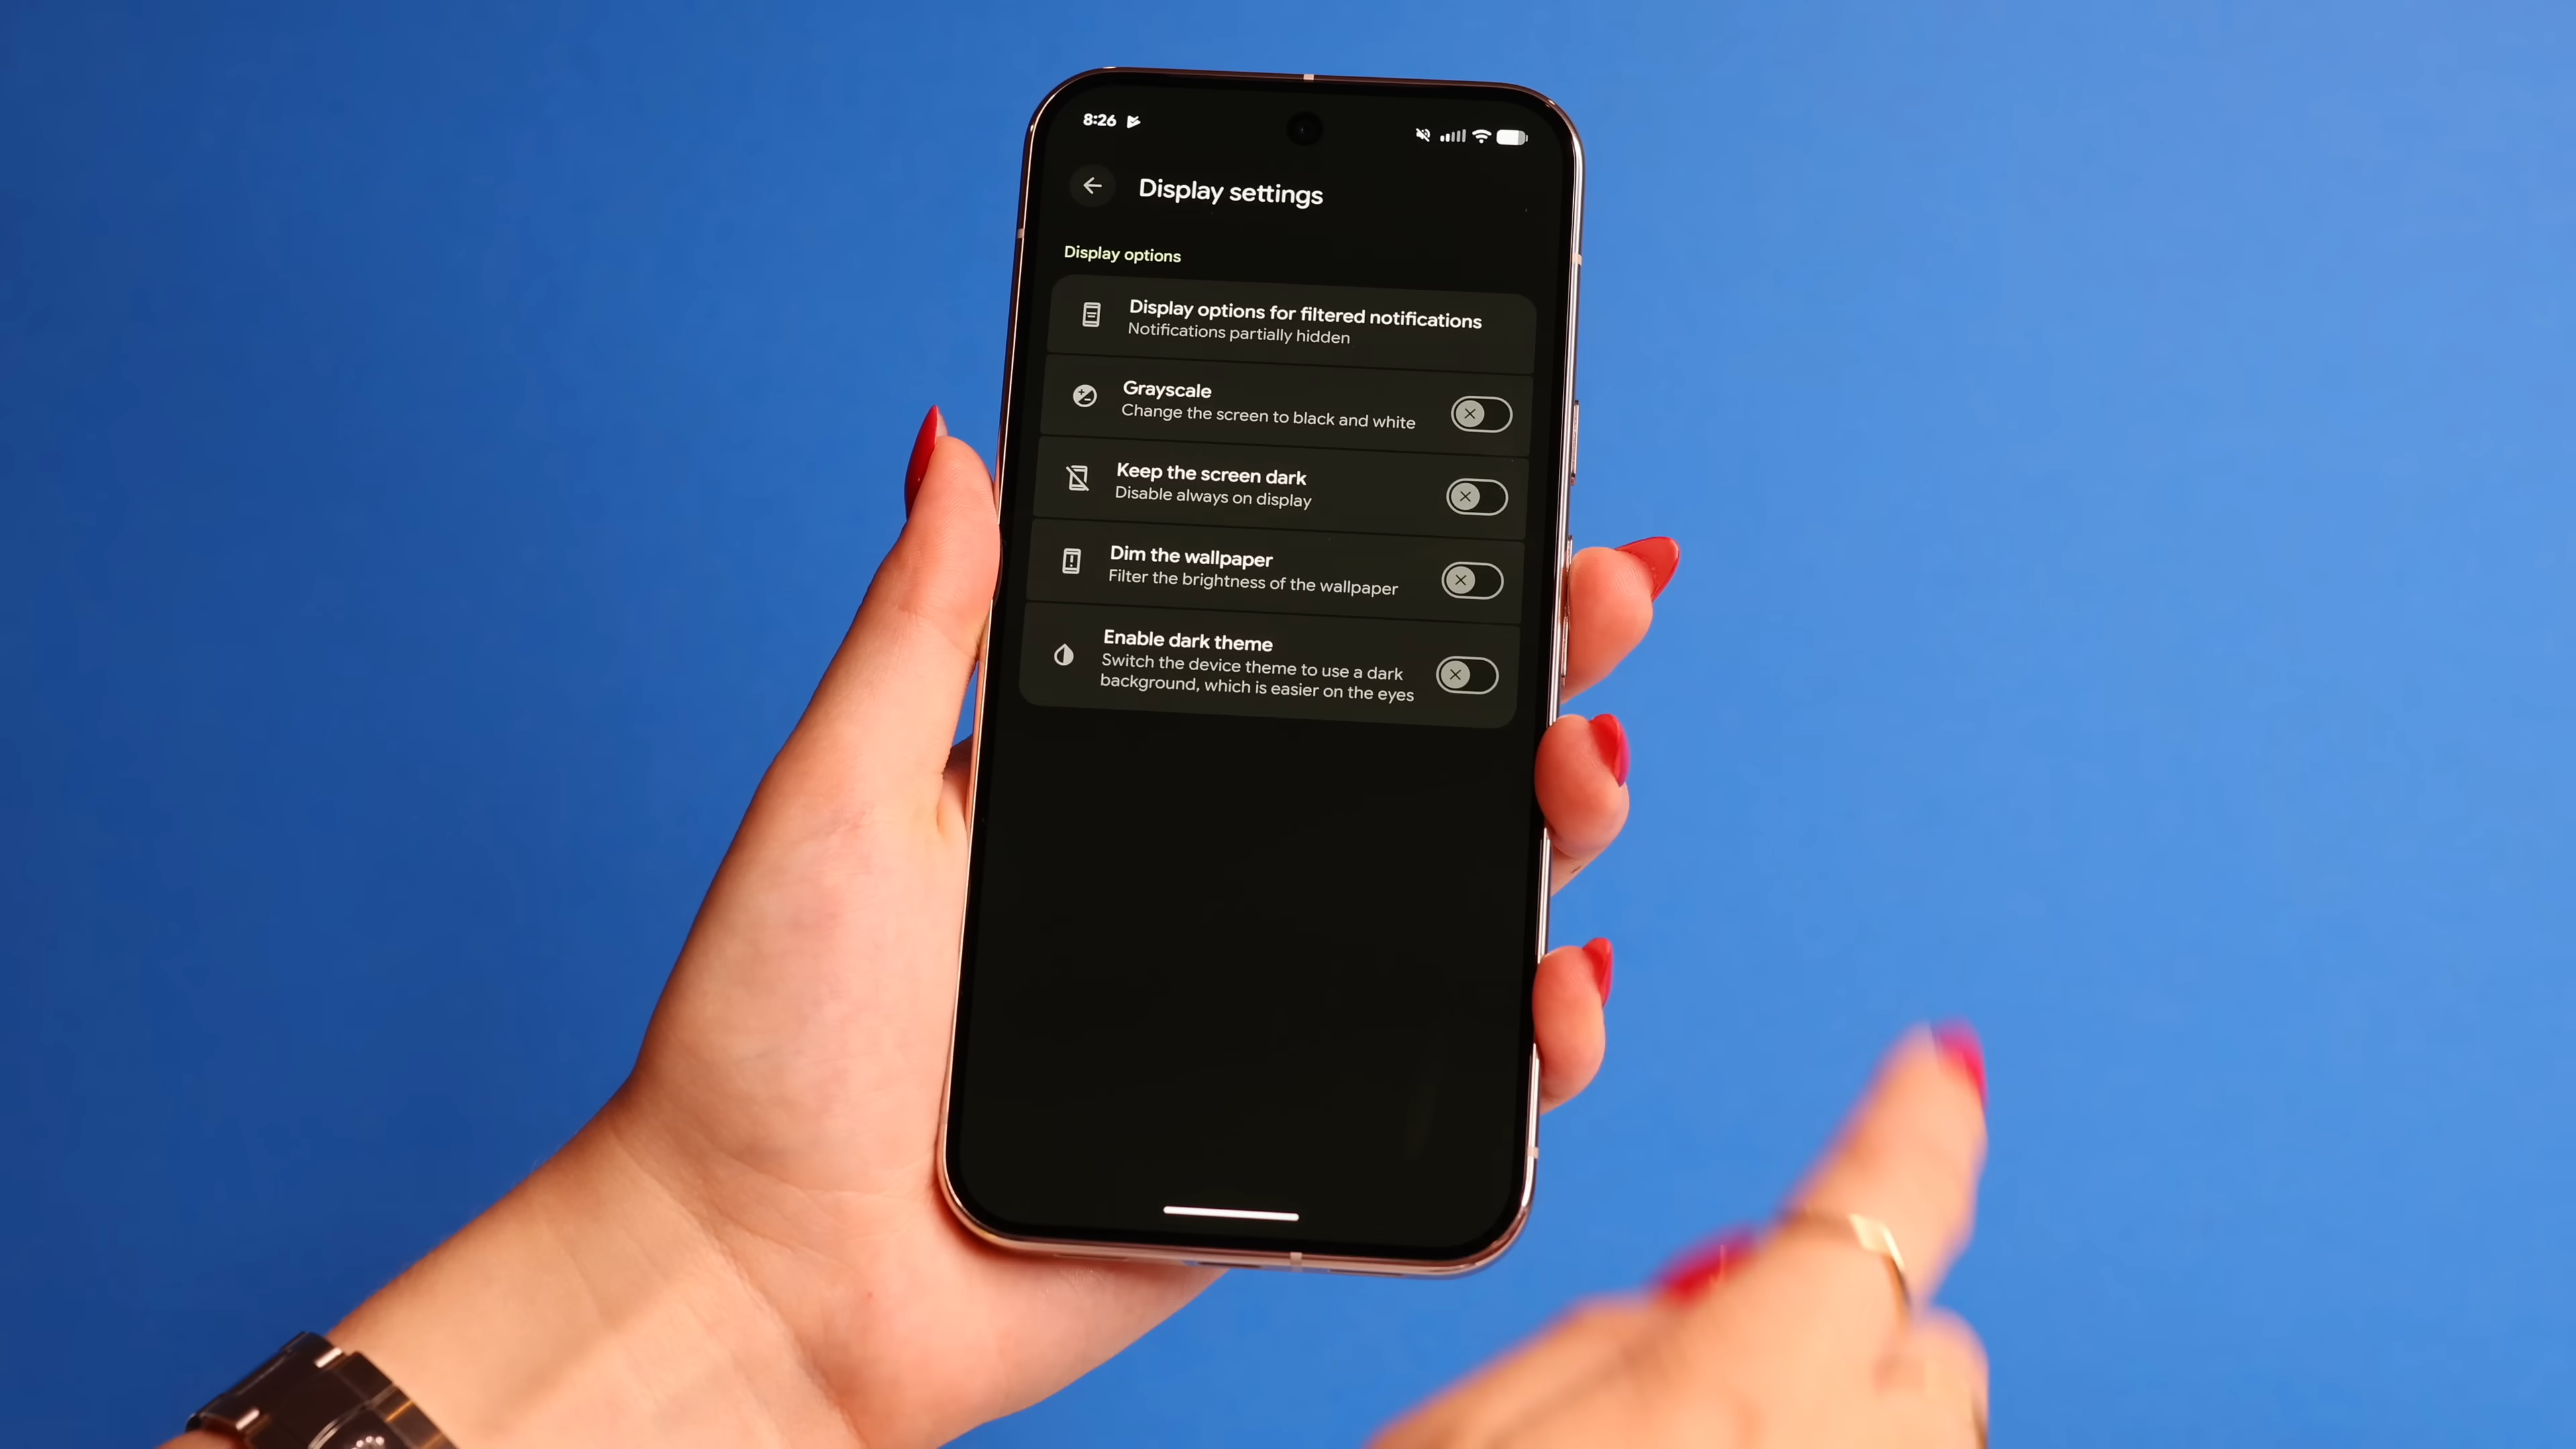 8:26
Display settings
Display options
Display options for filtered notifications
Notifications partially hidden
Grayscale
Change the screen to black and white
Keep the screen dark
Disable always on display
Dim the wallpaper
Filter the brightness of the wallpaper
Enable dark theme
Switch the device theme to use a dark
background, which is easier on the eyes